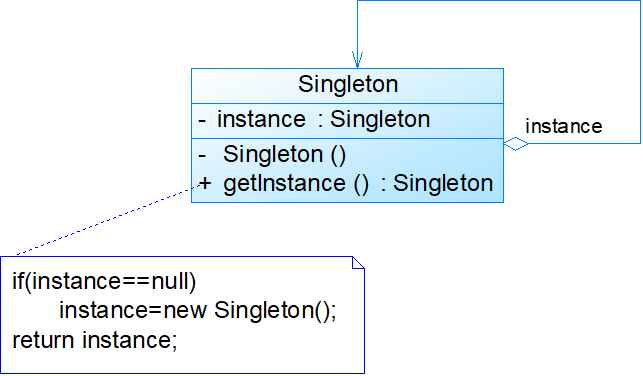 Singleton
- instance : Singleton
instance
- Singleton ()
+ getInstance () : Singleton
if(instance==null)
instance=new Singleton();
return instance;